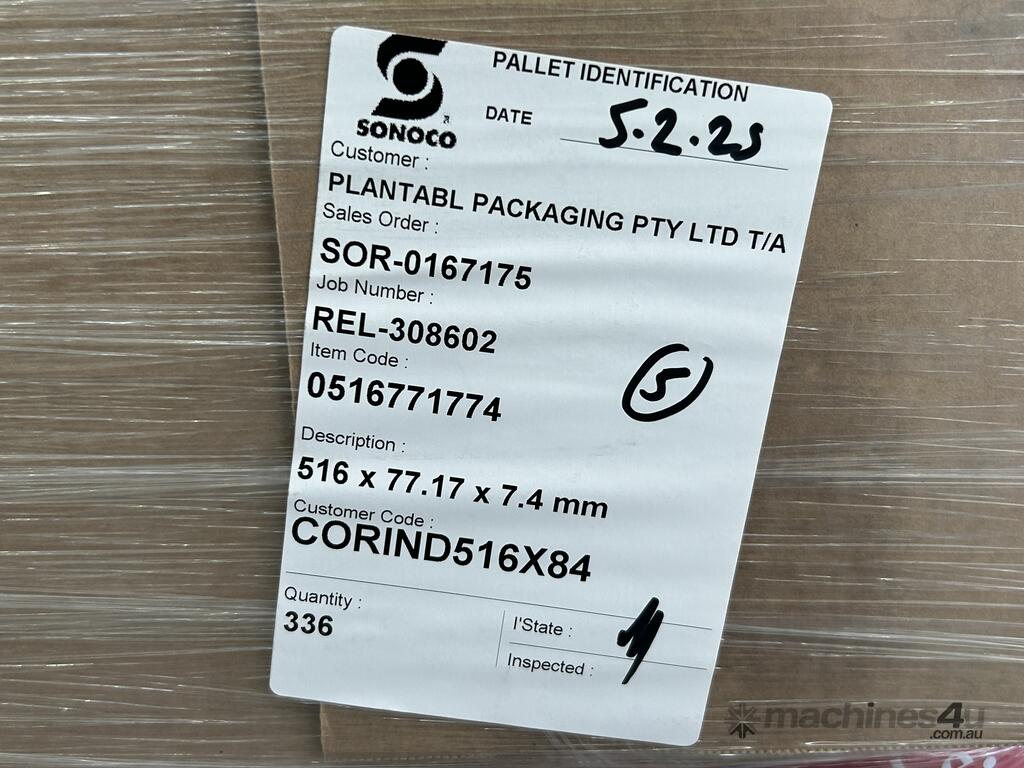 PALLET IDENTIFICATION
SONOCO
DATE 5.2.25
Customer :
PLANTABL PACKAGING PTY LTD T/A
Sales Order :
SOR-0167175
Job Number :
REL-308602
Item Code :
0516771774
5
Description :
516 x 77.17 x 7.4 mm
Customer Code :
CORIND516X84
Quantity :
336
I'State :
Inspected :
machines4u
.com.au